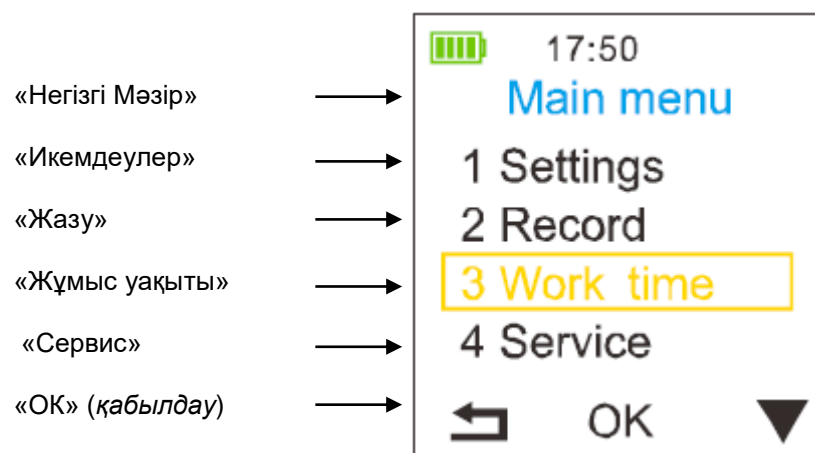 17:50
«Негізгі Мәзір» Main menu
«Икемдеулер» 1 Settings
«Жазу» 2 Record
«Жұмыс уақыты» 3 Work time
«Сервис» 4 Service
«ОК» (қабылдау) OK